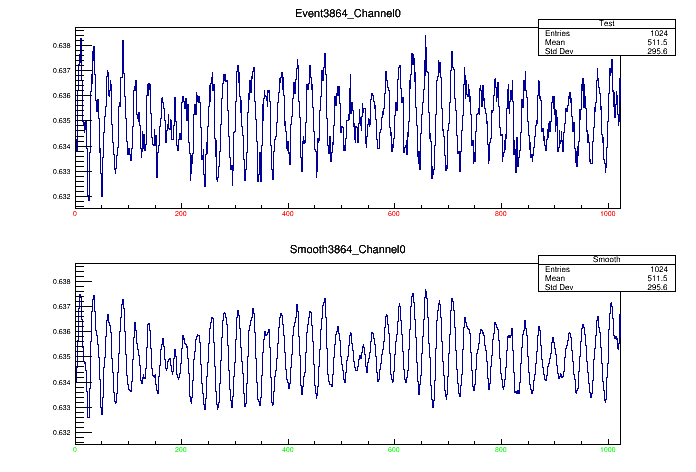 Event3864_Channel0
Test
Entries 1024
Mean 511.5
Std Dev 295.6
0.638
0.637
0.636
0.635
0.634
0.633
0.632
0 200 400 600 800 1000
Smooth3864_Channel0
Smooth
Entries 1024
Mean 511.5
Std Dev 295.6
0.638
0.637
0.636
0.635
0.634
0.633
0.632
0 200 400 600 800 1000